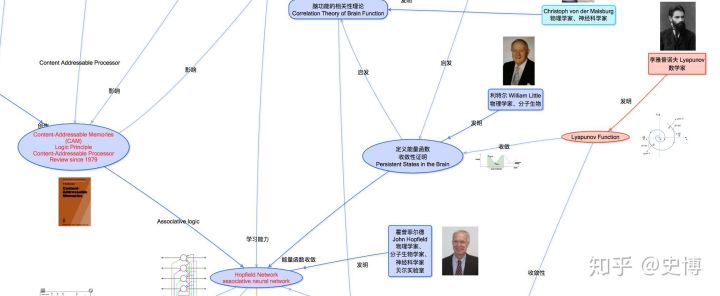 脑功能的相关性理论
Correlation Theory of Brain Function
发明
Christoph von der Malsburg
物理学家、神经科学家
李雅普诺夫 Lyapunov
数学家
Content Addressable Processor
影响
影响
启发
启发
利特尔 William Little
物理学家、分子生物
发明
发明
Content-Addressable Memories
(CAM)
Logic Principle
Content-Addressable Processor
Review since 1979
定义能量函数
收敛性证明
Persistent States in the Brain
收敛
Lyapunov Function
Content-
Addressable
Memories
Associative logic
学习能力
能量函数收敛
霍普菲尔德
John Hopfield
物理学家、
分子生物学家、
神经科学家
贝尔实验室
发明
Hopfield Network
associative neural network
收敛性
知乎 @史博